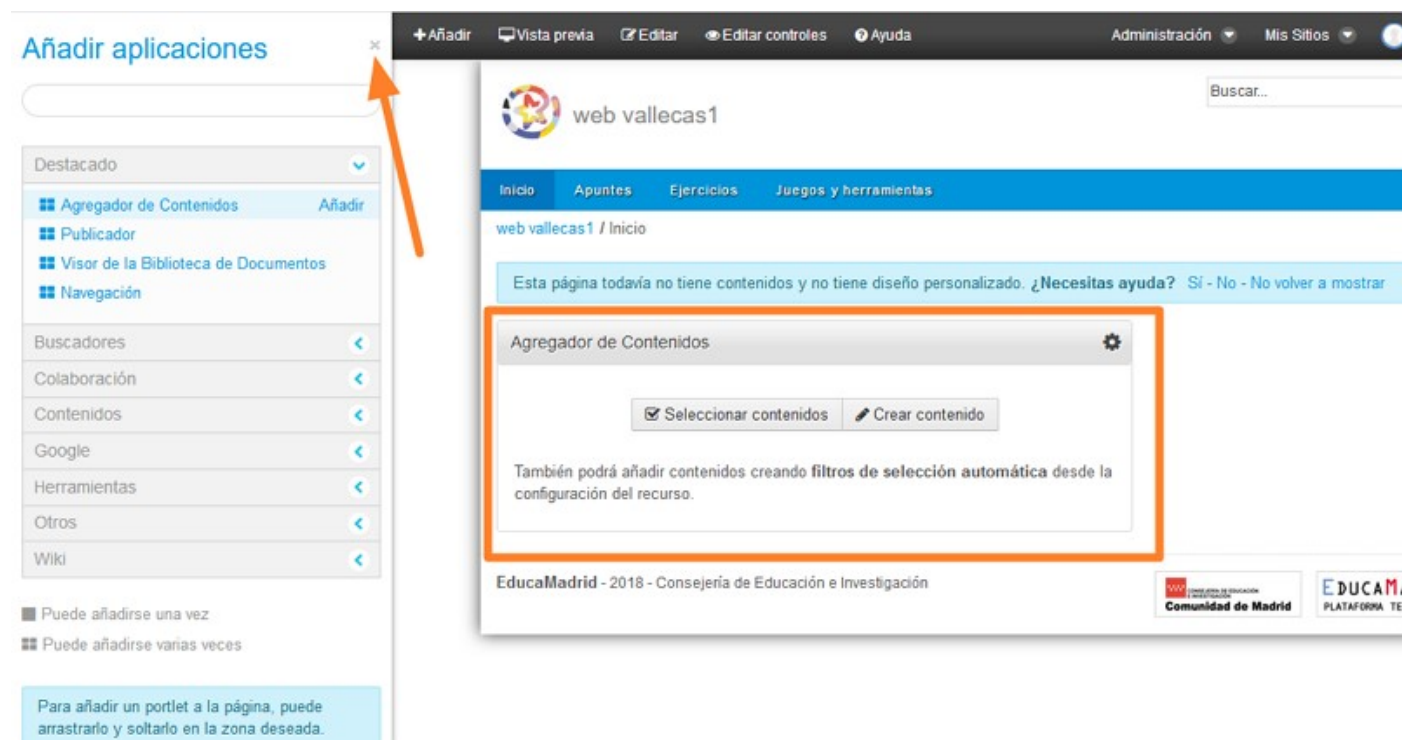 Añadir aplicaciones
×
Destacado
Agregador de Contenidos Añadir
Publicador
Visor de la Biblioteca de Documentos
Navegación
Buscadores
Colaboración
Contenidos
Google
Herramientas
Otros
Wiki
Puede añadirse una vez
Puede añadirse varias veces
Para añadir un portlet a la página, puede
arrastrarlo y soltarlo en la zona deseada.
+Añadir Vista previa Editar Editar controles Ayuda Administración Mis Sitios
web vallecas1
Buscar...
Inicio Apuntes Ejercicios Juegos y herramientas
web vallecas1 / Inicio
Esta página todavía no tiene contenidos y no tiene diseño personalizado. ¿Necesitas ayuda? Sí - No - No volver a mostrar
Agregador de Contenidos
Seleccionar contenidos Crear contenido
También podrá añadir contenidos creando filtros de selección automática desde la
configuración del recurso.
EducaMadrid - 2018 - Consejería de Educación e Investigación
Comunidad de Madrid
EDUCAMA
PLATAFORMA TE